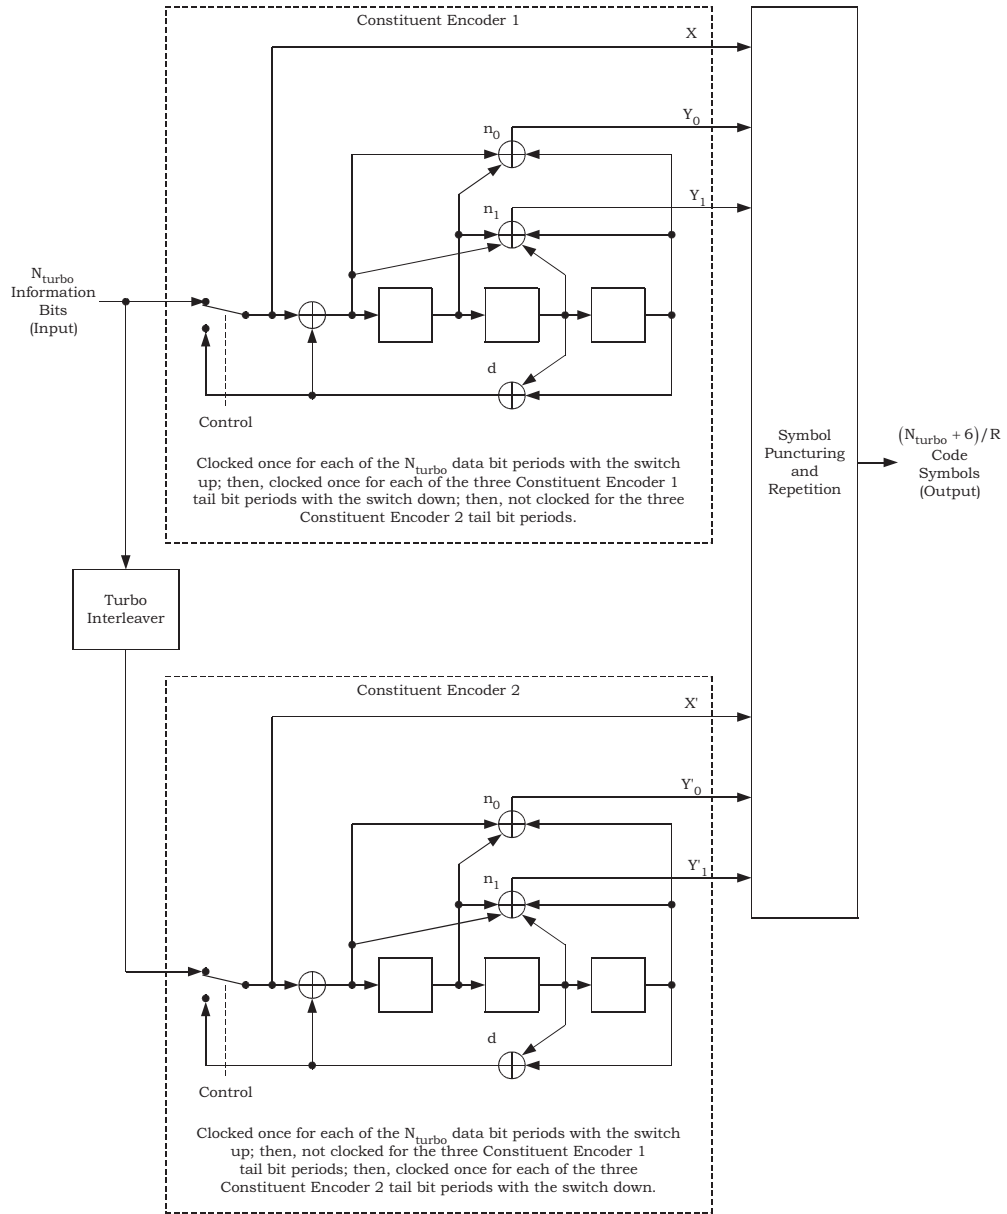 Constituent Encoder 1
X
n0
Y0
n1
Y1
Nturbo
Information
Bits
(Input)
d
Control
Clocked once for each of the Nturbo data bit periods with the switch
up; then, clocked once for each of the three Constituent Encoder 1
tail bit periods with the switch down; then, not clocked for the three
Constituent Encoder 2 tail bit periods.
Symbol
Puncturing
and
Repetition
(Nturbo + 6)/R
Code
Symbols
(Output)
Turbo
Interleaver
Constituent Encoder 2
X'
n0
Y'0
n1
Y'1
d
Control
Clocked once for each of the Nturbo data bit periods with the switch
up; then, not clocked for the three Constituent Encoder 1
tail bit periods; then, clocked once for each of the three
Constituent Encoder 2 tail bit periods with the switch down.